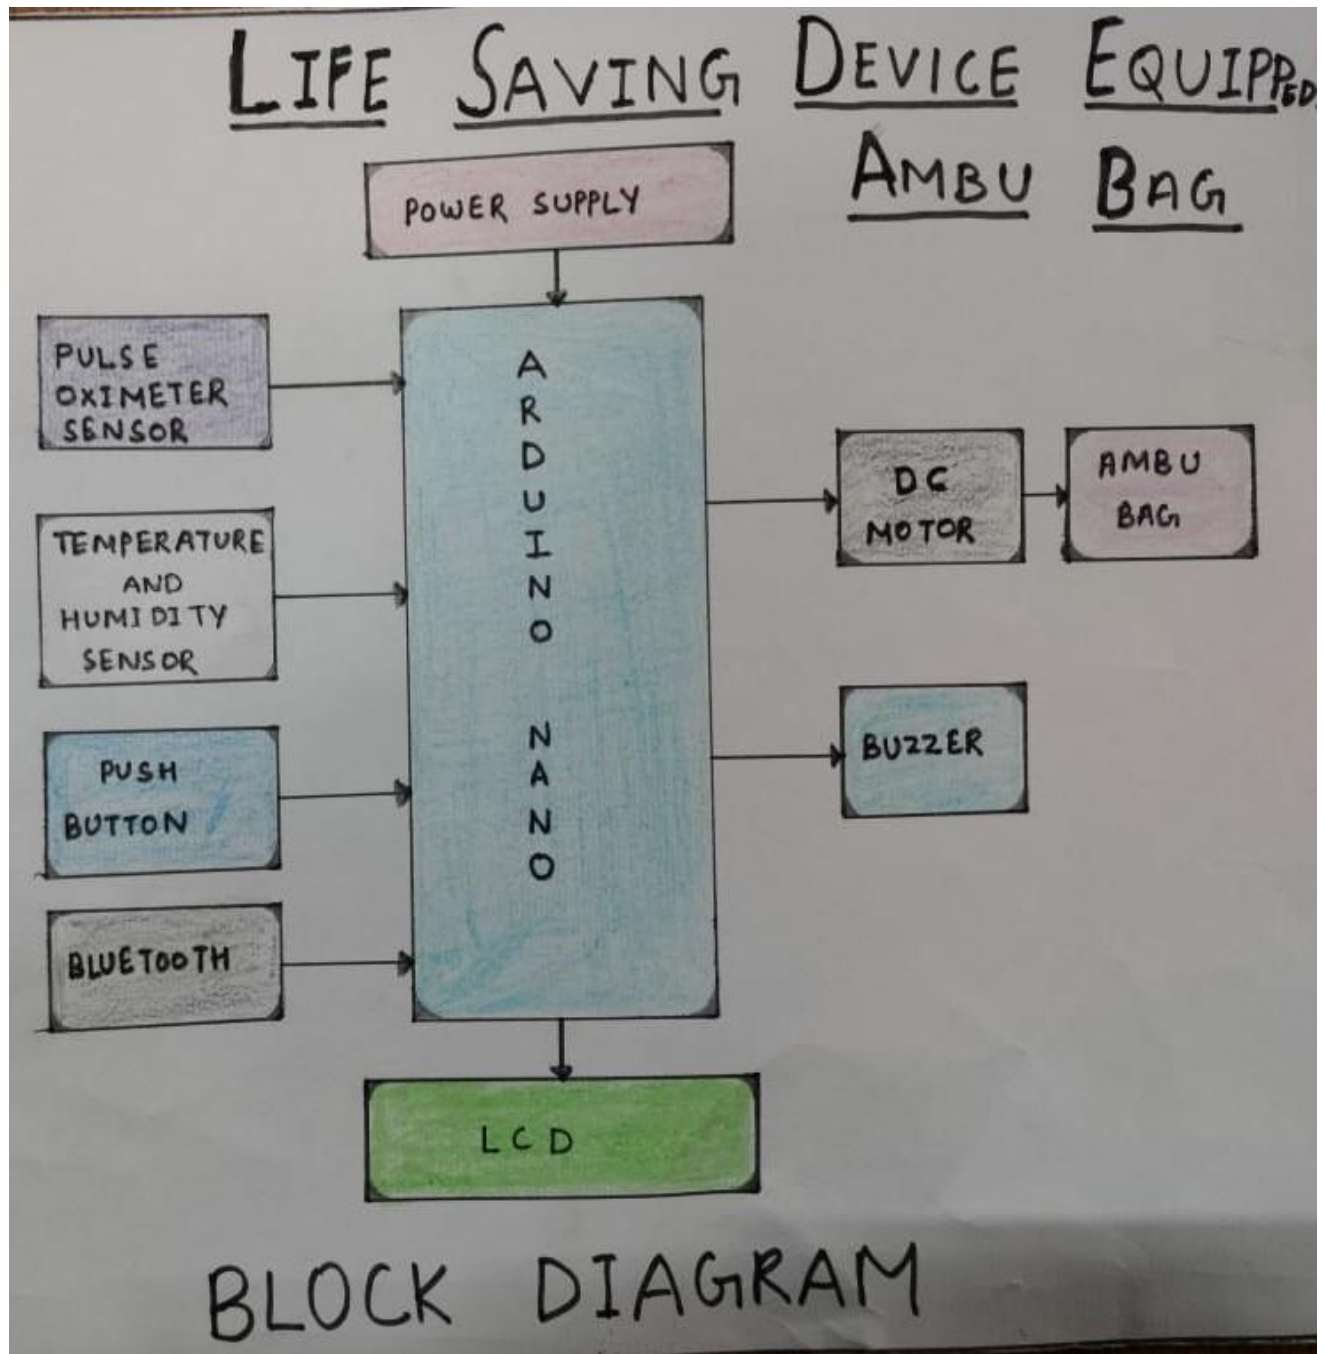 LIFE SAVING DEVICE EQUIPPED
AMBU BAG
POWER SUPPLY
PULSE
OXIMETER
SENSOR
TEMPERATURE
AND
HUMIDITY
SENSOR
PUSH
BUTTON
BLUETOOTH
ARDUINO NANO
DC
MOTOR
AMBU
BAG
BUZZER
LCD
BLOCK DIAGRAM